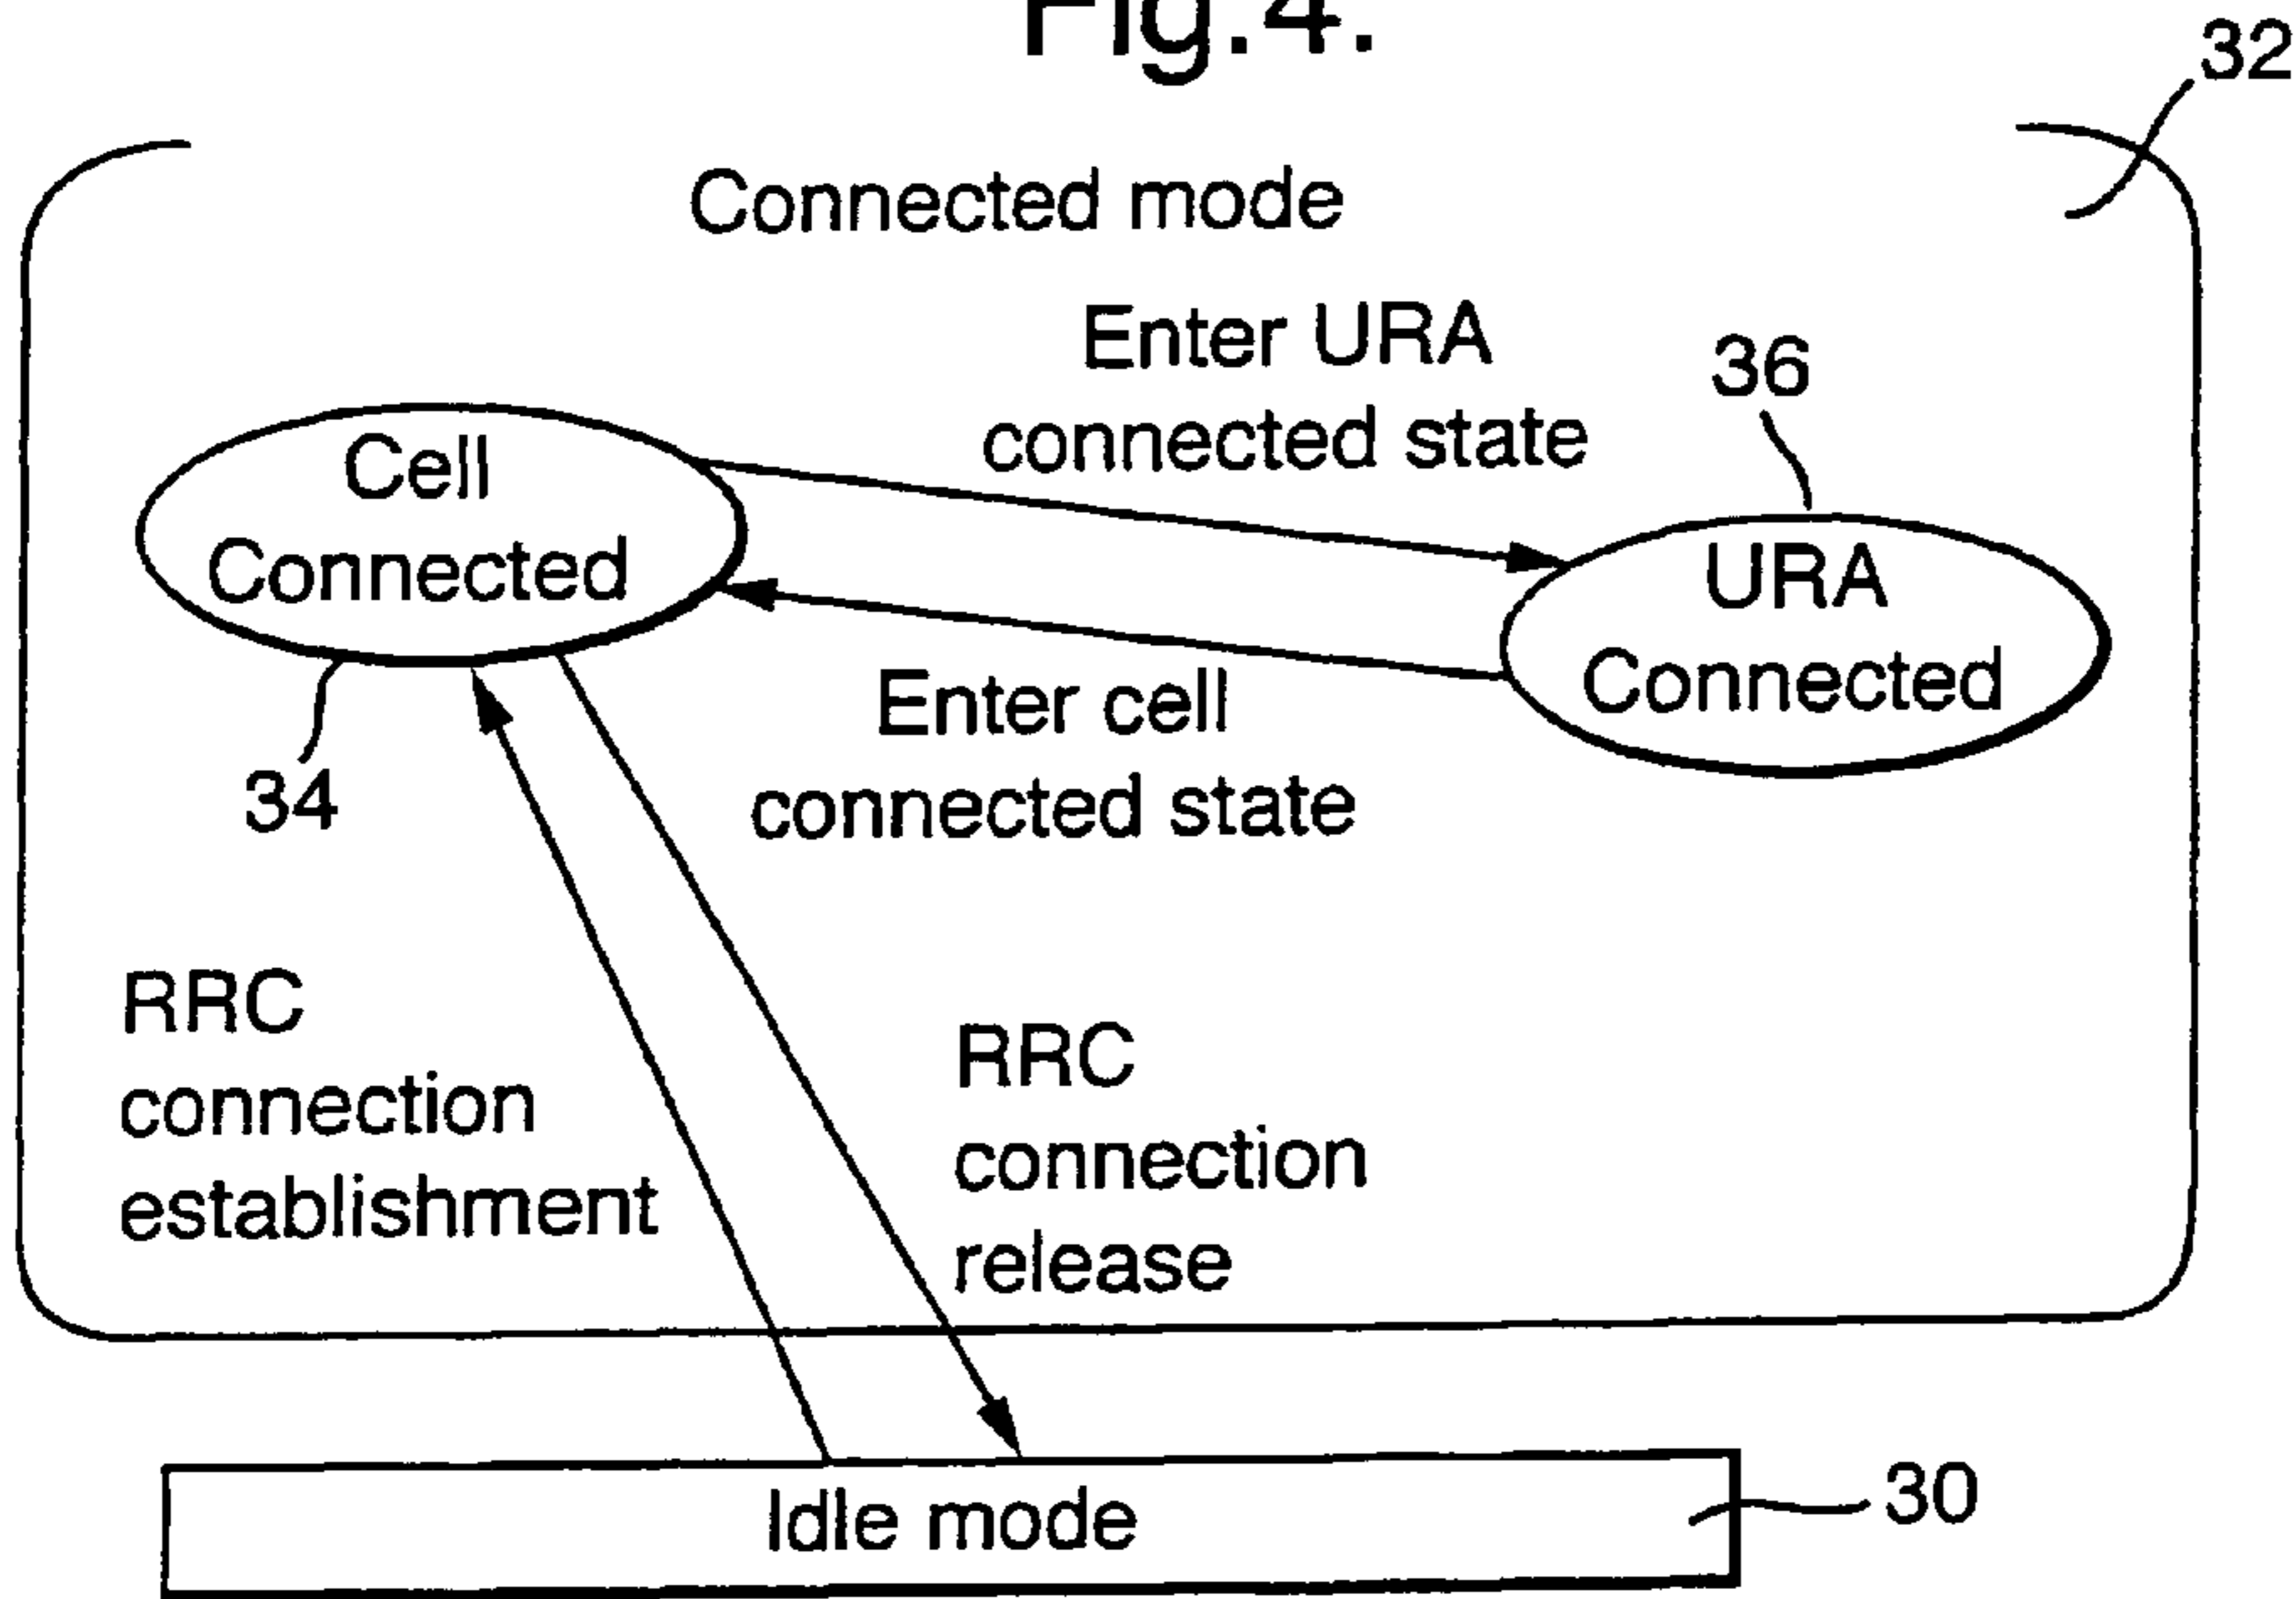 Fig.4.
32
Connected mode
Enter URA
connected state
36
Cell
Connected
URA
Connected
Enter cell
connected state
34
RRC
connection
establishment
RRC
connection
release
Idle mode
30